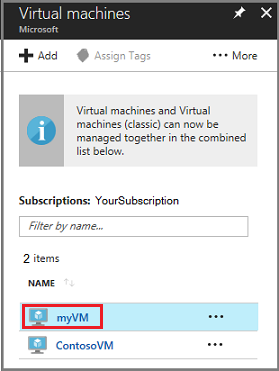 Virtual machines
Microsoft
Add
Assign Tags
··· More
Virtual machines and Virtual
machines (classic) can now be
managed together in the combined
list below.
Subscriptions: YourSubscription
Filter by name...
2 items
NAME
myVM
ContosoVM